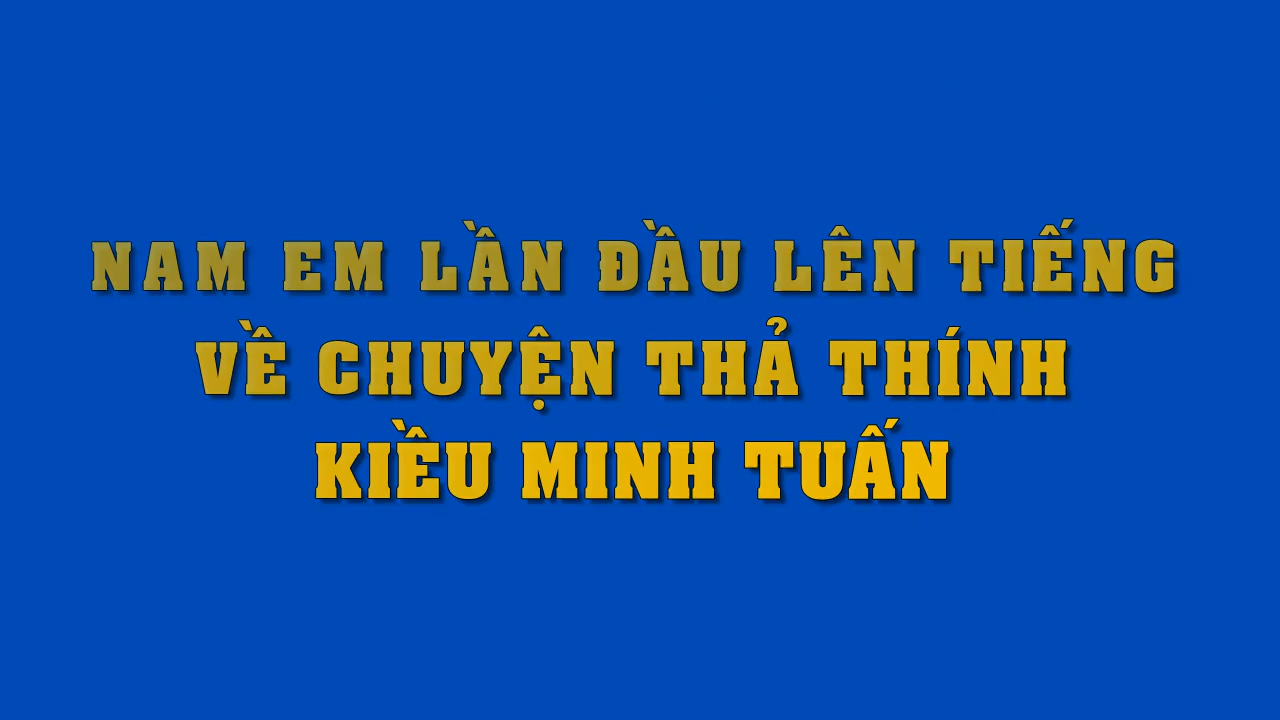 NAM EM LẦN ĐẦU LÊN TIẾNG
VỀ CHUYỆN THẢ THÍNH
KIỀU MINH TUẤN